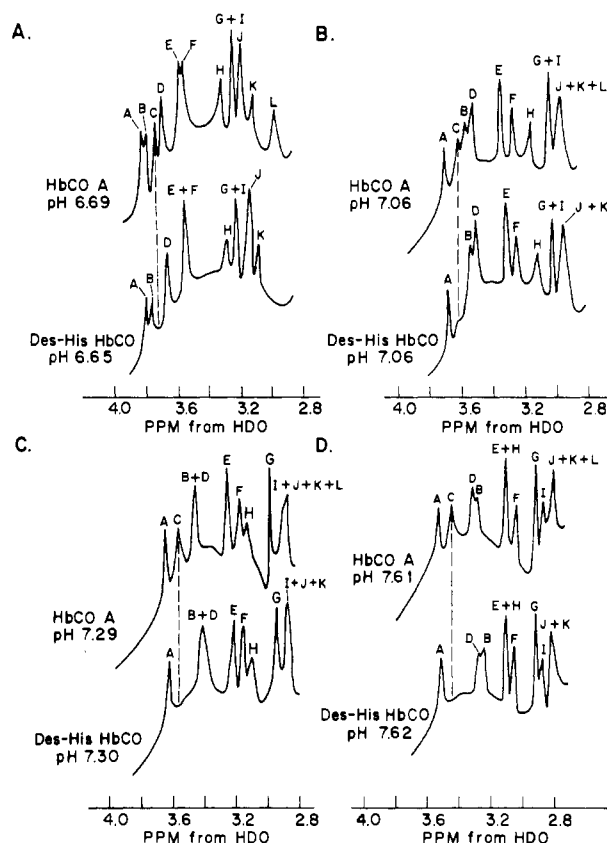 A.
A B C D E F H G + I J K L
HbCO A
pH 6.69
A B D E + F H G + I J K
Des-His HbCO
pH 6.65
4.0 3.6 3.2 2.8
PPM from HDO
B.
A C B D E F H G + I J + K + L
HbCO A
pH 7.06
A B D E F H G + I J + K
Des-His HbCO
pH 7.06
4.0 3.6 3.2 2.8
PPM from HDO
C.
A C B + D E F H G I + J + K + L
HbCO A
pH 7.29
A B + D E F H G I + J + K
Des-His HbCO
pH 7.30
4.0 3.6 3.2 2.8
PPM from HDO
D.
A C D B E + H F G I J + K + L
HbCO A
pH 7.61
A D B E + H F G I J + K
Des-His HbCO
pH 7.62
4.0 3.6 3.2 2.8
PPM from HDO